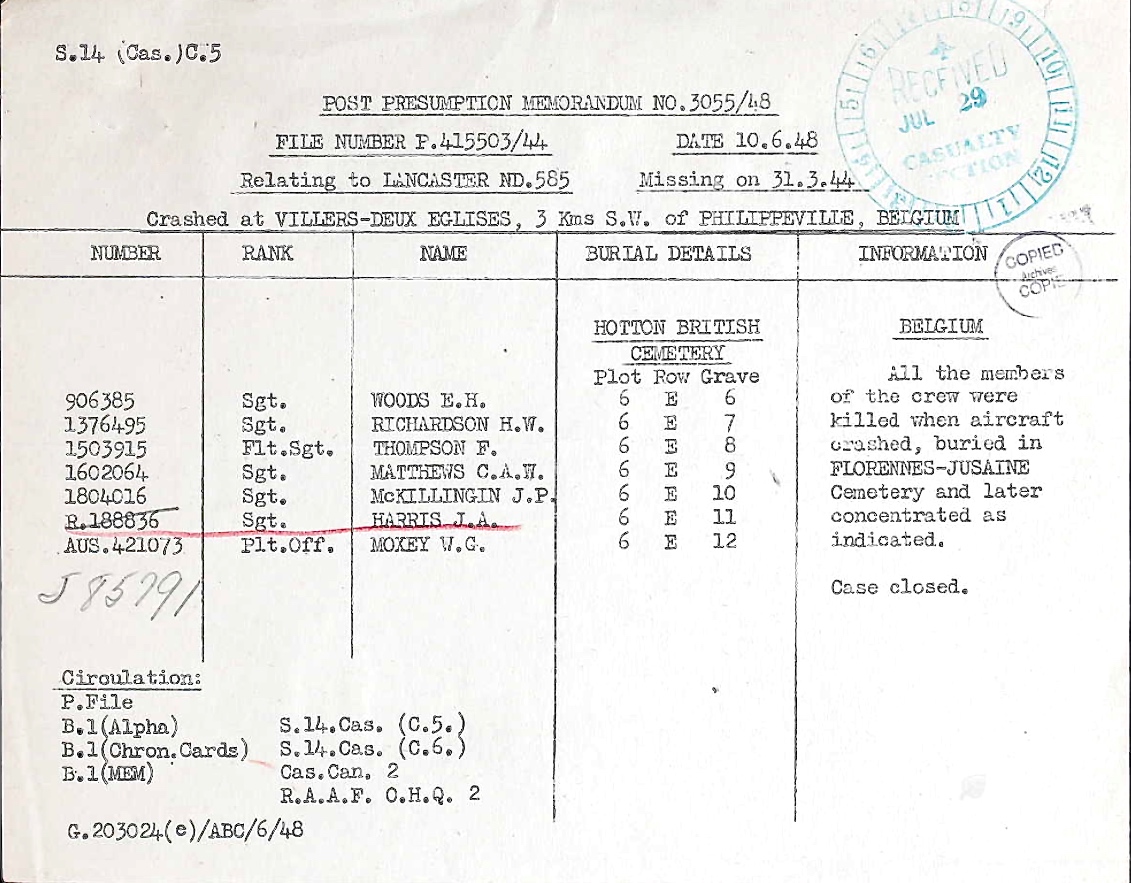 S.14 (Cas.)C.5
RECEIVED
JUL 29
CASUALTY
POST PRESUMPTION MEMORANDUM NO.3055/48
FILE NUMBER P.415503/44 DATE 10.6.48
Relating to LANCASTER ND.585 Missing on 31.3.44
Crashed at VILLERS-DEUX EGLISES, 3 Kms S.W. of PHILIPPEVILLE, BELGIUM
NUMBER RANK NAME BURIAL DETAILS INFORMATION
COPIED
Archives
COPIE
HOTTON BRITISH BELGIUM
CEMETERY
Plot Row Grave All the members
906385 Sgt. WOODS E.H. 6 E 6 of the crew were
1376495 Sgt. RICHARDSON H.W. 6 E 7 killed when aircraft
1503915 Flt.Sgt. THOMPSON F. 6 E 8 crashed, buried in
1602064 Sgt. MATTHEWS C.A.W. 6 E 9 FLORENNES-JUSAINE
1804016 Sgt. McKILLINGIN J.P. 6 E 10 Cemetery and later
R.188836 Sgt. HARRIS J.A. 6 E 11 concentrated as
AUS.421073 Plt.Off. MOXEY W.G. 6 E 12 indicated.
J85791 Case closed.
Circulation:
P.File
B.1(Alpha) S.14.Cas. (C.5.)
B.1(Chron.Cards) S.14.Cas. (C.6.)
B.1(MEM) Cas.Can. 2
R.A.A.F. O.H.Q. 2
G.203024(e)/ABC/6/48